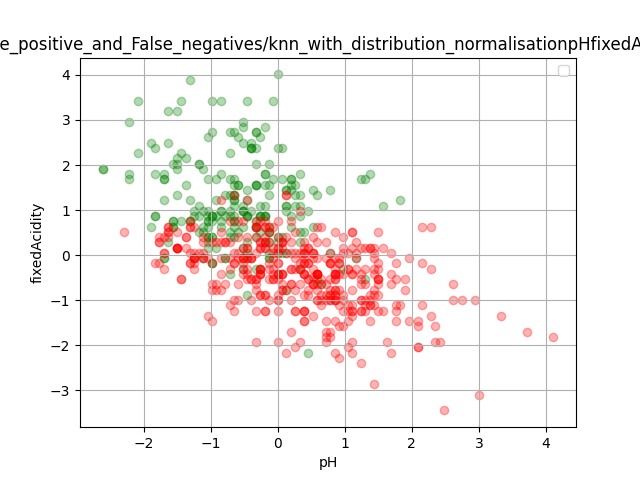 e_positive_and_False_negatives/knn_with_distribution_normalisationpHfixedA
4
3
2
1
0
−1
−2
−3
fixedAcidity
−2 −1 0 1 2 3 4
pH